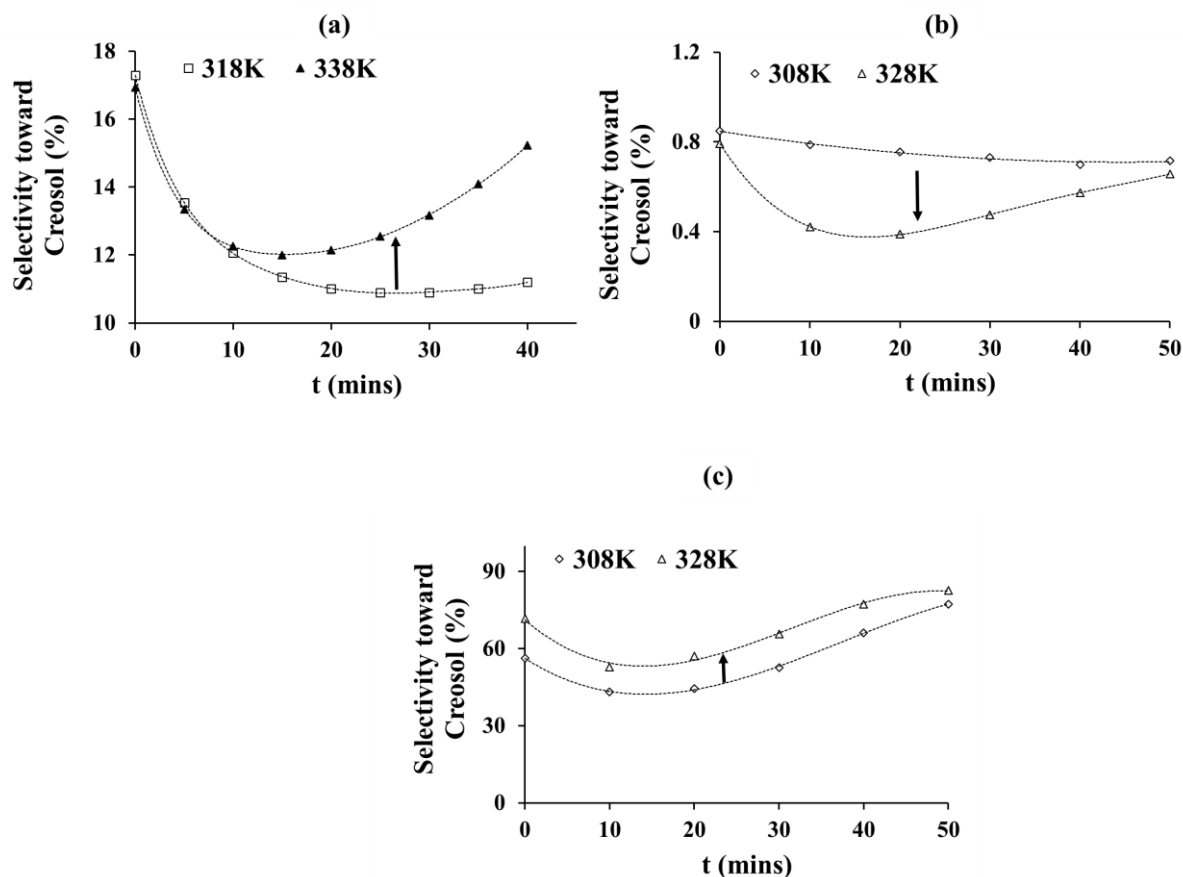 (a)
18
16
14
12
10
318K 338K
Selectivity toward
Creosol (%)
0 10 20 30 40
t (mins)
(b)
1.2
0.8
0.4
0
308K 328K
Selectivity toward
Creosol (%)
0 10 20 30 40 50
t (mins)
(c)
90
60
30
0
308K 328K
Selectivity toward
Creosol (%)
0 10 20 30 40 50
t (mins)